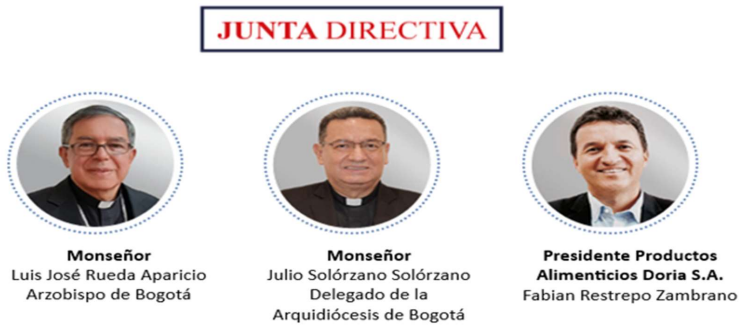 JUNTA DIRECTIVA
Monseñor
Luis José Rueda Aparicio
Arzobispo de Bogotá
Monseñor
Julio Solórzano Solórzano
Delegado de la
Arquidiócesis de Bogotá
Presidente Productos
Alimenticios Doria S.A.
Fabian Restrepo Zambrano